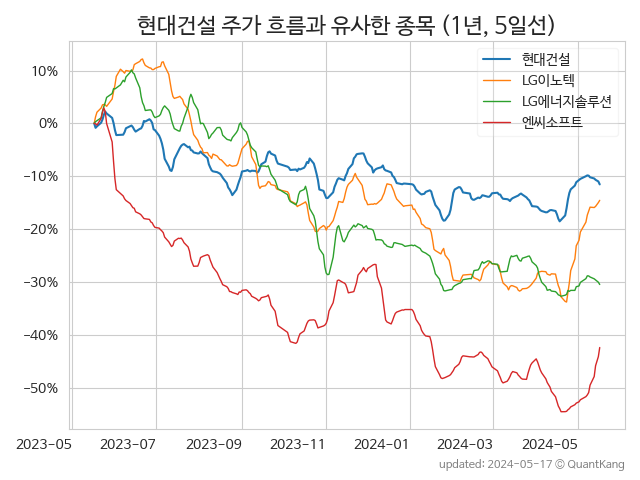 현대건설 주가 흐름과 유사한 종목 (1년, 5일선)
현대건설
LG이노텍
LG에너지솔루션
엔씨소프트
10%
0%
−10%
−20%
−30%
−40%
−50%
2023-05 2023-07 2023-09 2023-11 2024-01 2024-03 2024-05
updated: 2024-05-17 © QuantKang